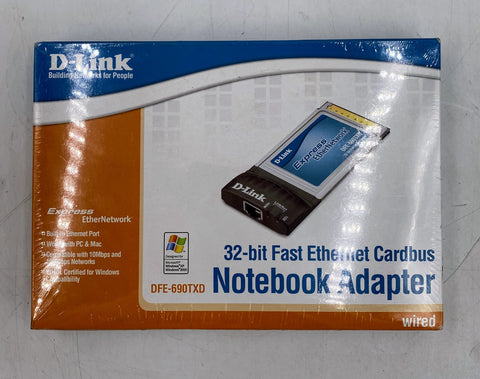 D-Link
Building Networks for People
D-Link
Express
EtherNetwork
D-Link
Express
EtherNetwork
Built-in Ethernet Port
Works with PC & Mac
Compatible with 10Mbps and
Networks
Certified for Windows
Compatibility
Designed for
Microsoft
Windows XP
Windows 2000
DFE-690TXD
32-bit Fast Ethernet Cardbus
Notebook Adapter
wired